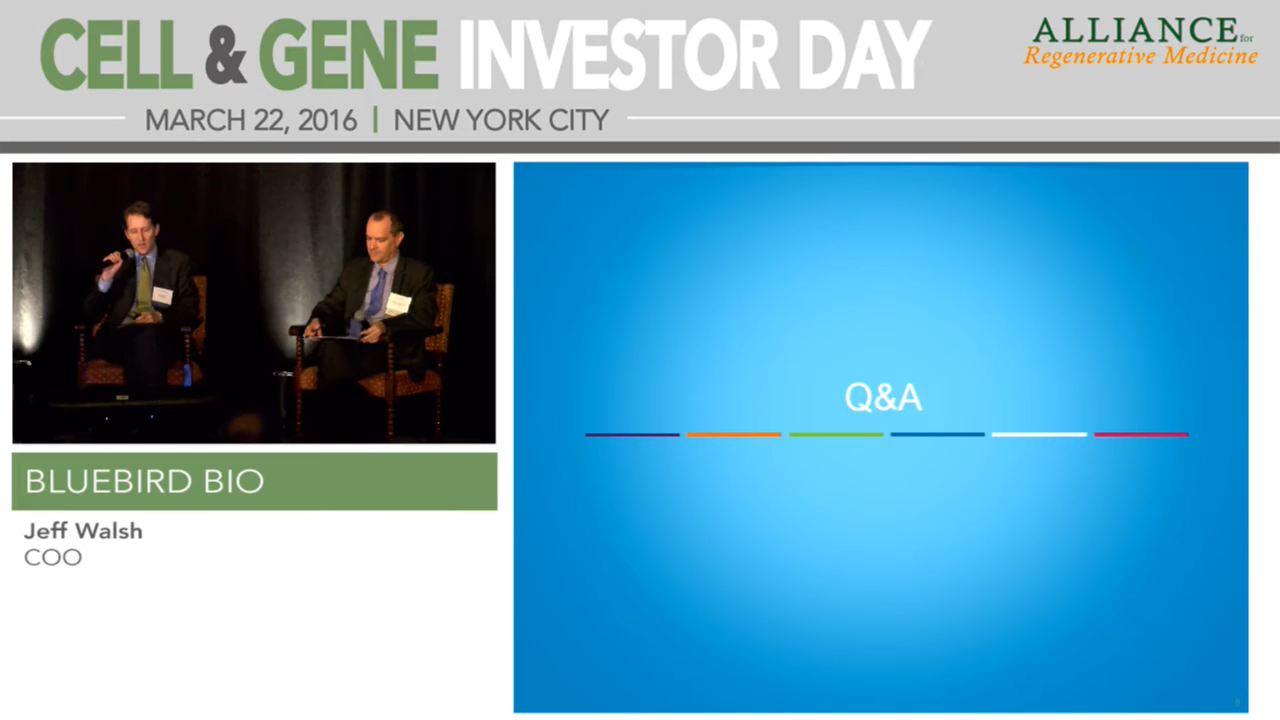 CELL & GENE INVESTOR DAY
MARCH 22, 2016 | NEW YORK CITY
ALLIANCE for
Regenerative Medicine
Q&A
BLUEBIRD BIO
Jeff Walsh
COO